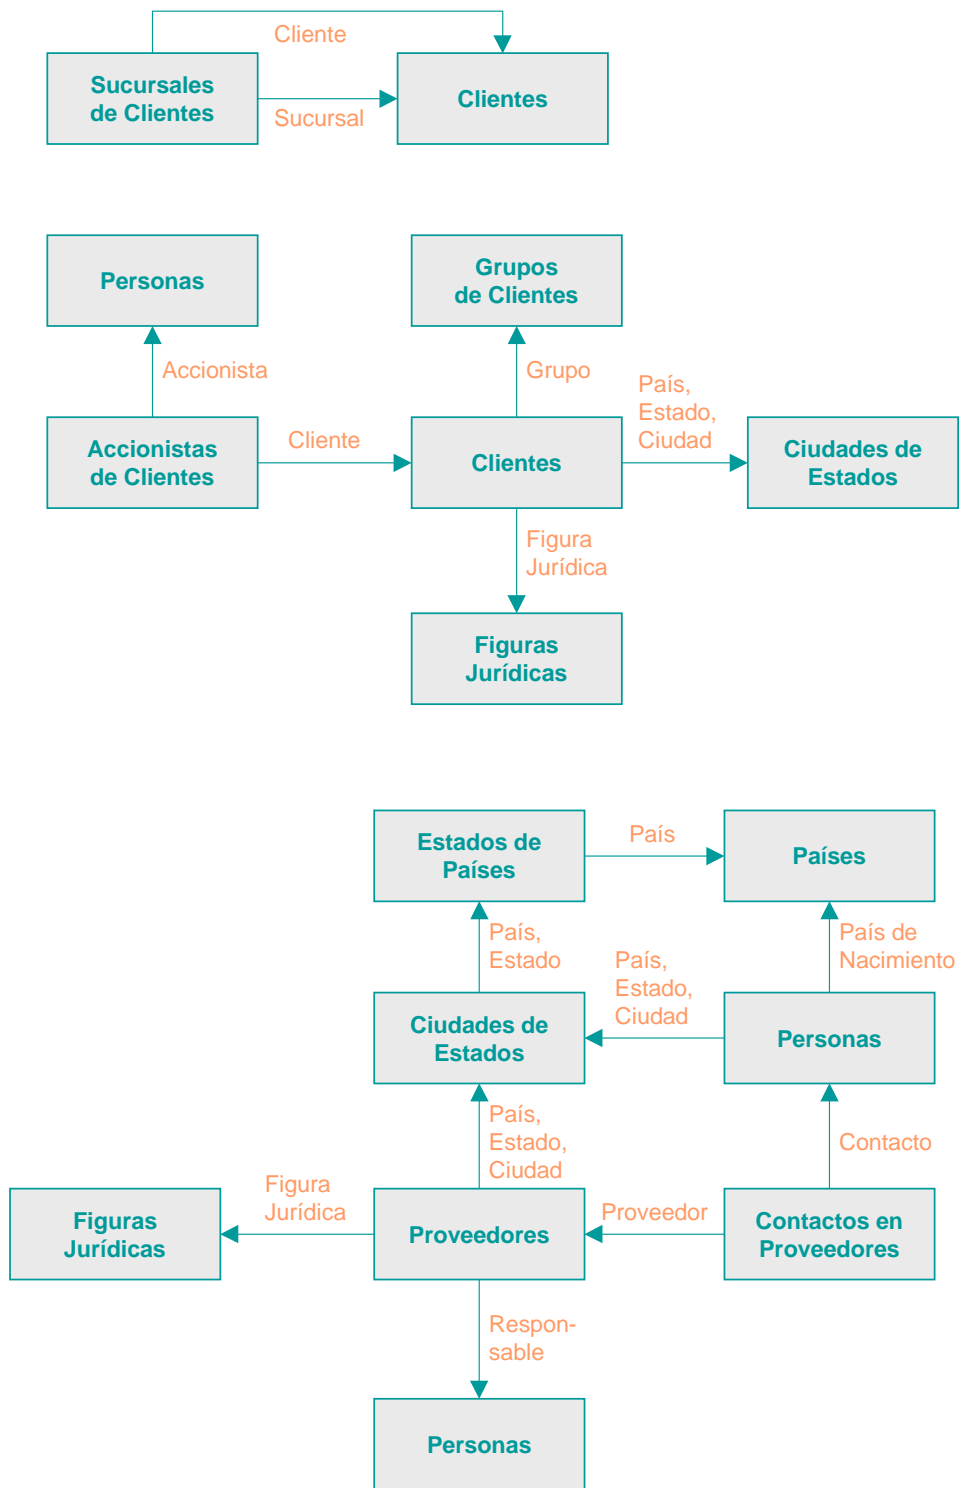 Cliente
Sucursales
de Clientes
Clientes
Sucursal
Personas
Grupos
de Clientes
Accionista
Grupo
País,
Estado,
Ciudad
Accionistas
de Clientes
Cliente
Clientes
Ciudades de
Estados
Figura
Jurídica
Figuras
Jurídicas
Estados de
Países
País
Países
País,
Estado
País de
Nacimiento
País,
Estado,
Ciudad
Ciudades de
Estados
Personas
País,
Estado,
Ciudad
Contacto
Figura
Jurídica
Figuras
Jurídicas
Proveedores
Proveedor
Contactos en
Proveedores
Respon-
sable
Personas